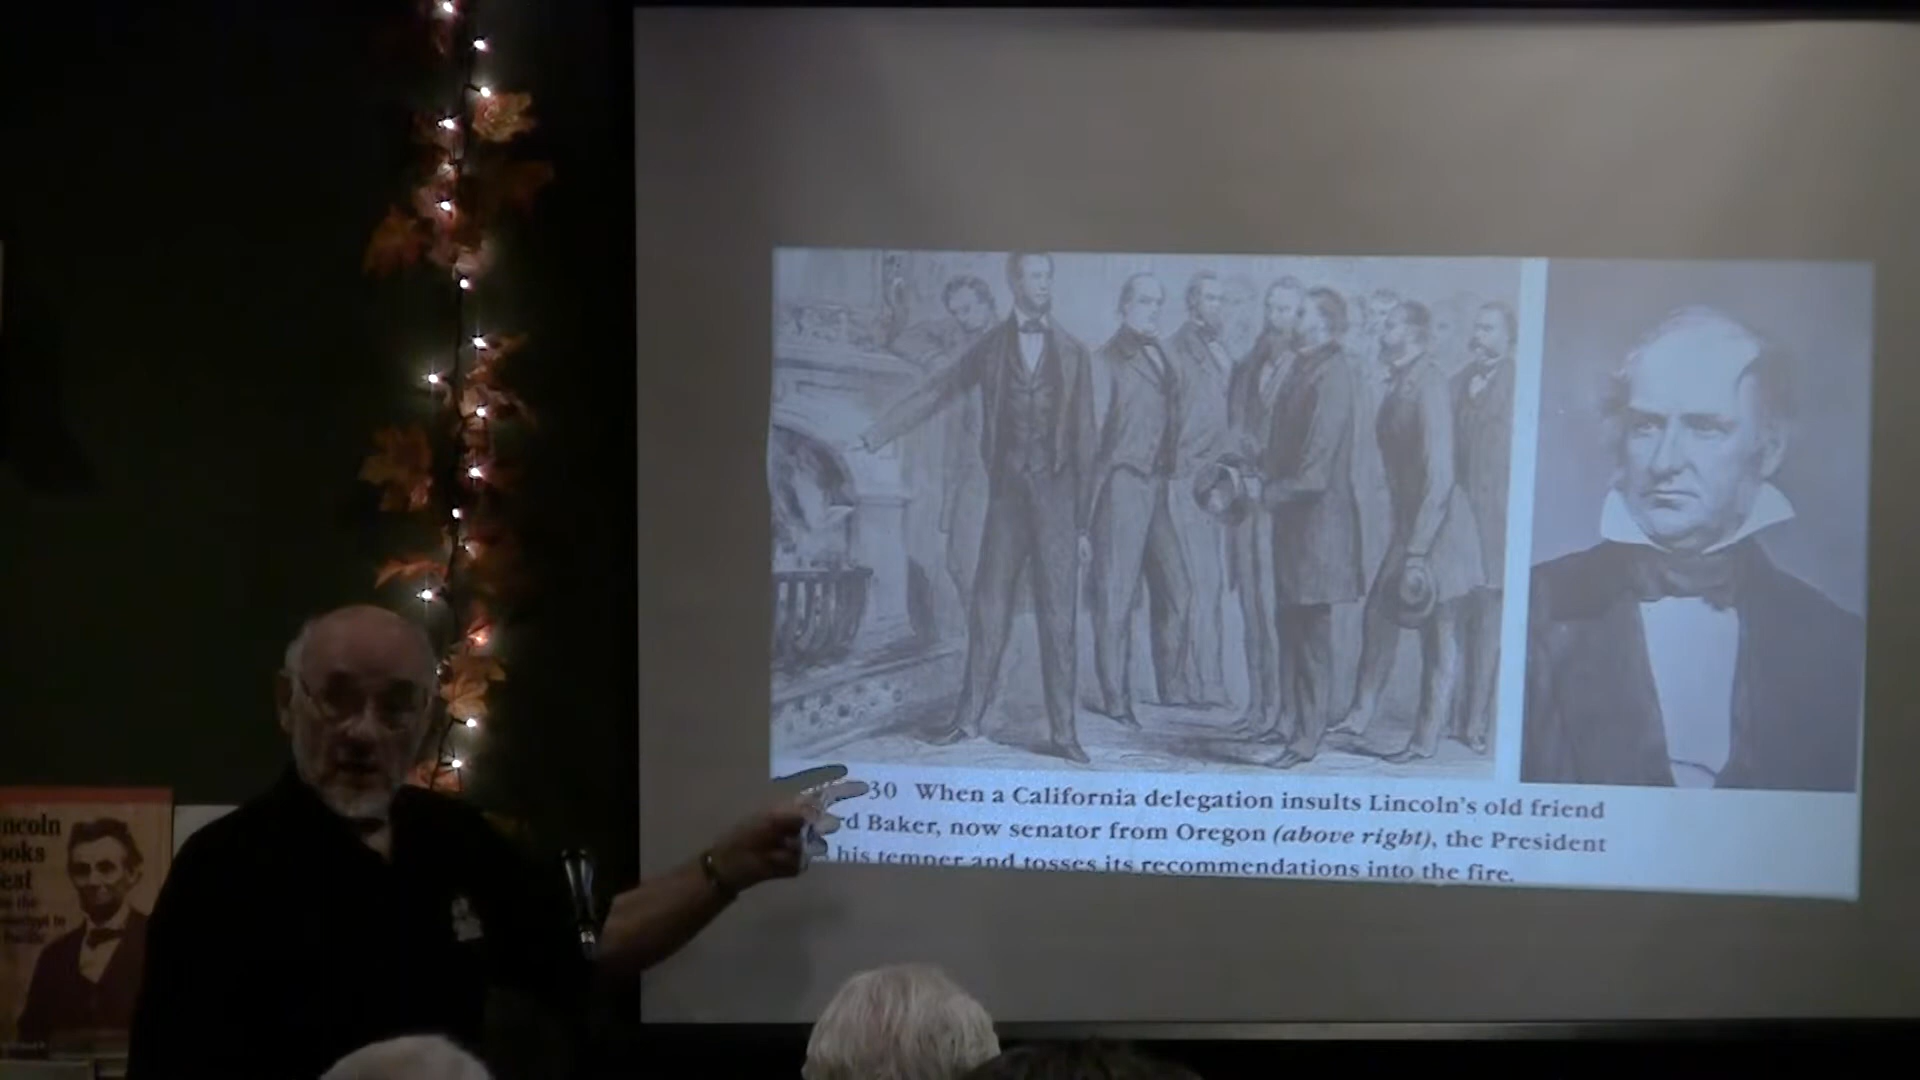 30 When a California delegation insults Lincoln's old friend
rd Baker, now senator from Oregon (above right), the President
his temper and tosses its recommendations into the fire.
ncoln
ooks
est